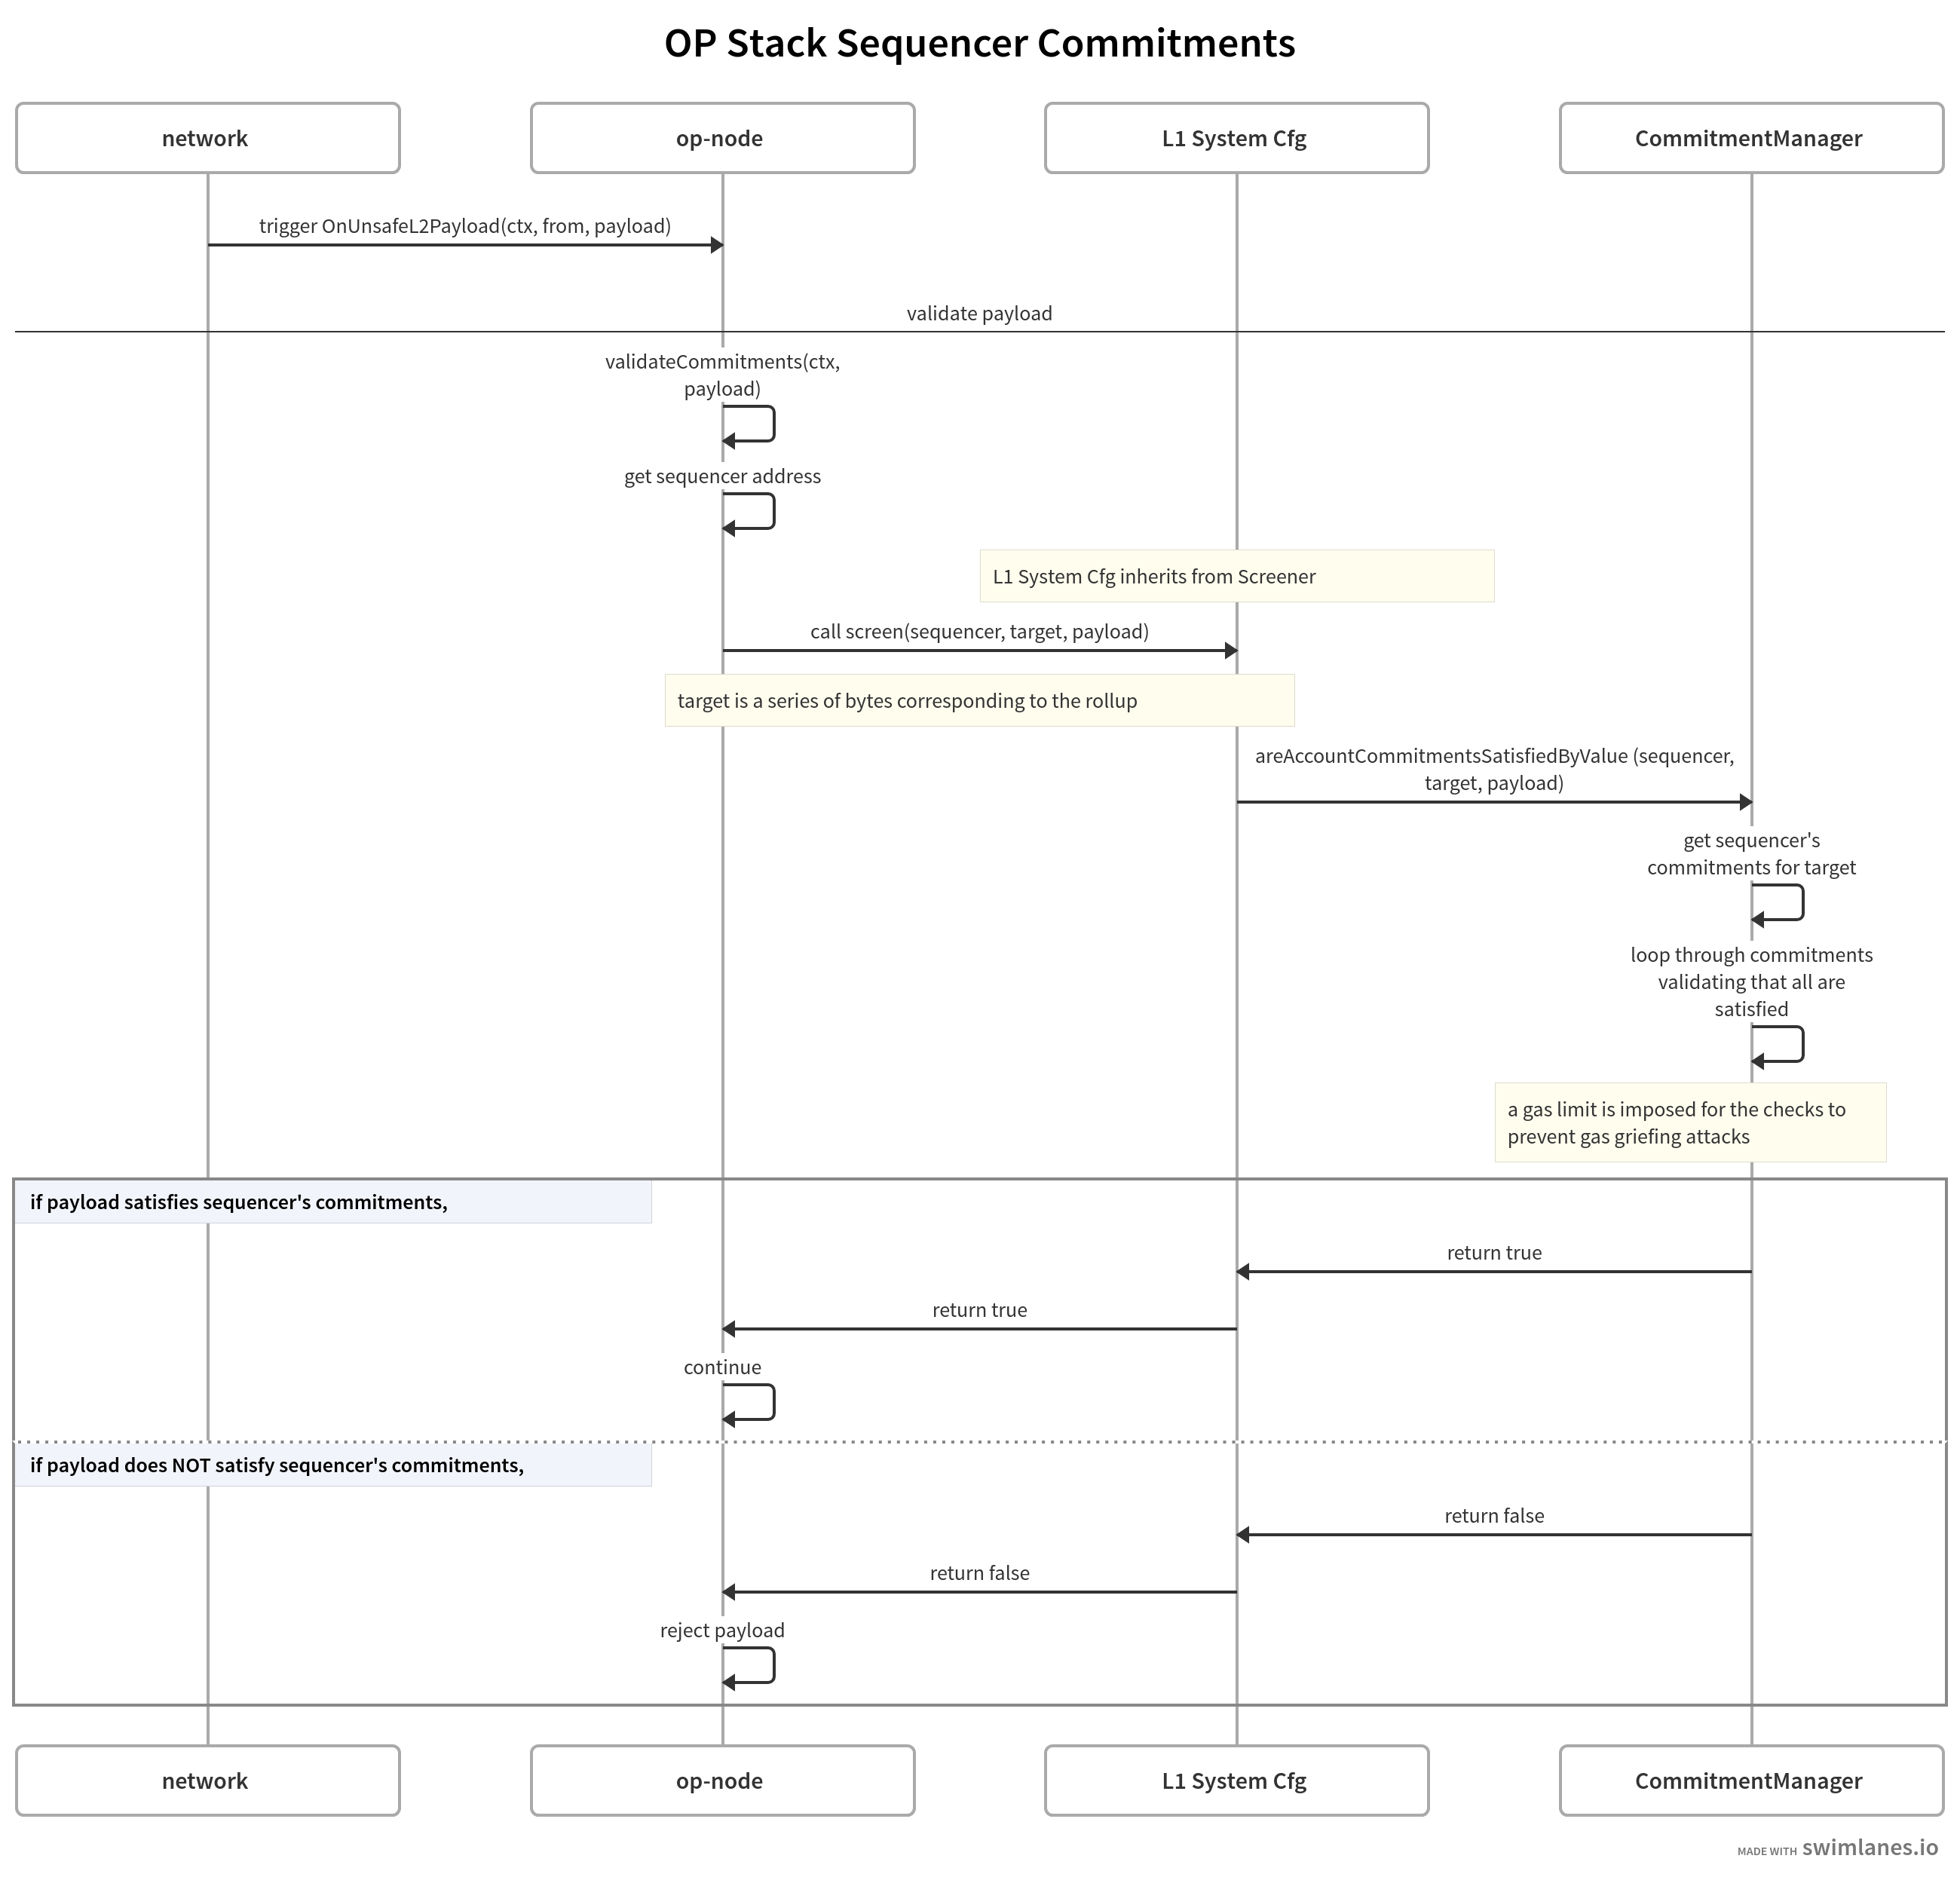 OP Stack Sequencer Commitments
network
op-node
L1 System Cfg
CommitmentManager
trigger OnUnsafeL2Payload(ctx, from, payload)
validate payload
validateCommitments(ctx,
payload)
get sequencer address
L1 System Cfg inherits from Screener
call screen(sequencer, target, payload)
target is a series of bytes corresponding to the rollup
areAccountCommitmentsSatisfiedByValue (sequencer,
target, payload)
get sequencer's
commitments for target
loop through commitments
validating that all are
satisfied
a gas limit is imposed for the checks to
prevent gas griefing attacks
if payload satisfies sequencer's commitments,
return true
return true
continue
if payload does NOT satisfy sequencer's commitments,
return false
return false
reject payload
network
op-node
L1 System Cfg
CommitmentManager
MADE WITH swimlanes.io